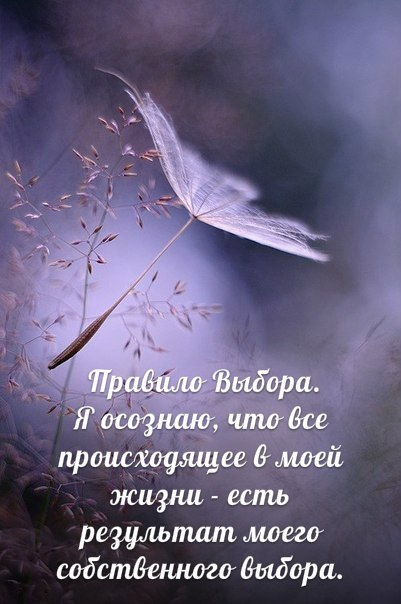 Правило Выбора.
Я осознаю, что все
происходящее в моей
жизни - есть
результат моего
собственного выбора.